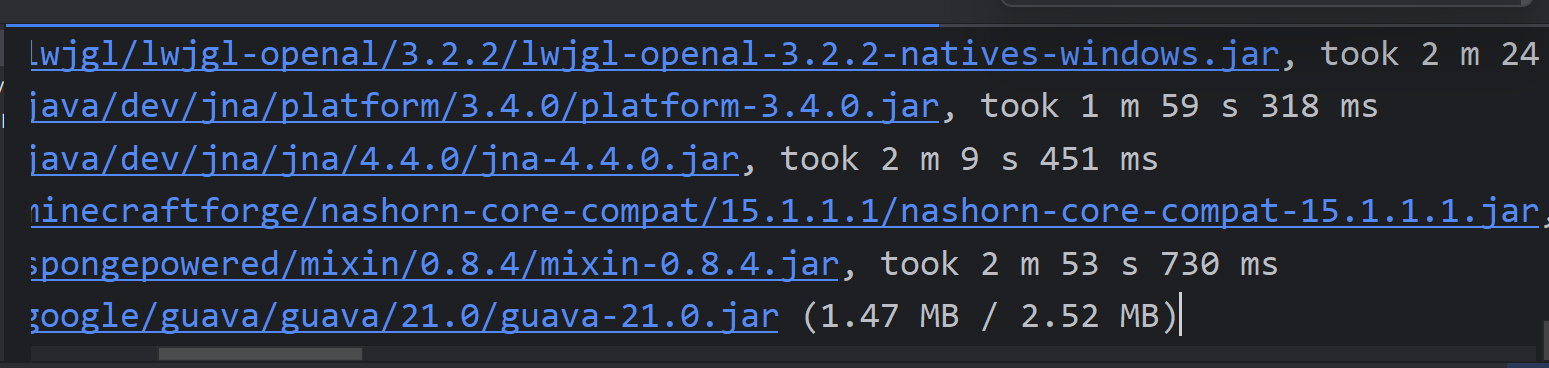 lwjgl/lwjgl-openal/3.2.2/lwjgl-openal-3.2.2-natives-windows.jar, took 2 m 24
java/dev/jna/platform/3.4.0/platform-3.4.0.jar, took 1 m 59 s 318 ms
java/dev/jna/jna/4.4.0/jna-4.4.0.jar, took 2 m 9 s 451 ms
minecraftforge/nashorn-core-compat/15.1.1.1/nashorn-core-compat-15.1.1.1.jar,
spongepowered/mixin/0.8.4/mixin-0.8.4.jar, took 2 m 53 s 730 ms
google/guava/guava/21.0/guava-21.0.jar (1.47 MB / 2.52 MB)